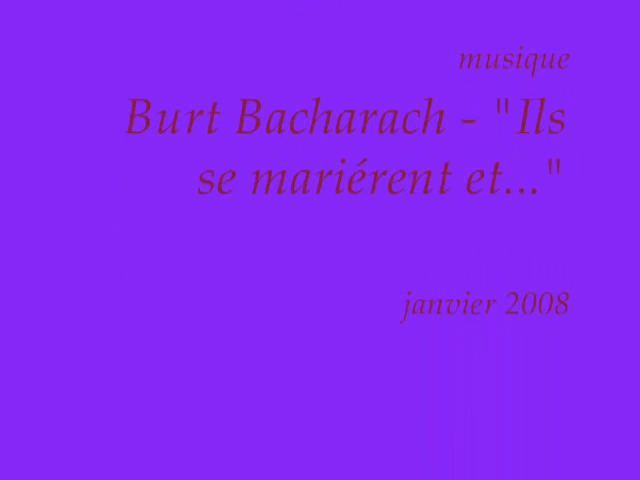 musique
Burt Bacharach - "Ils
se mariérent et..."
janvier 2008